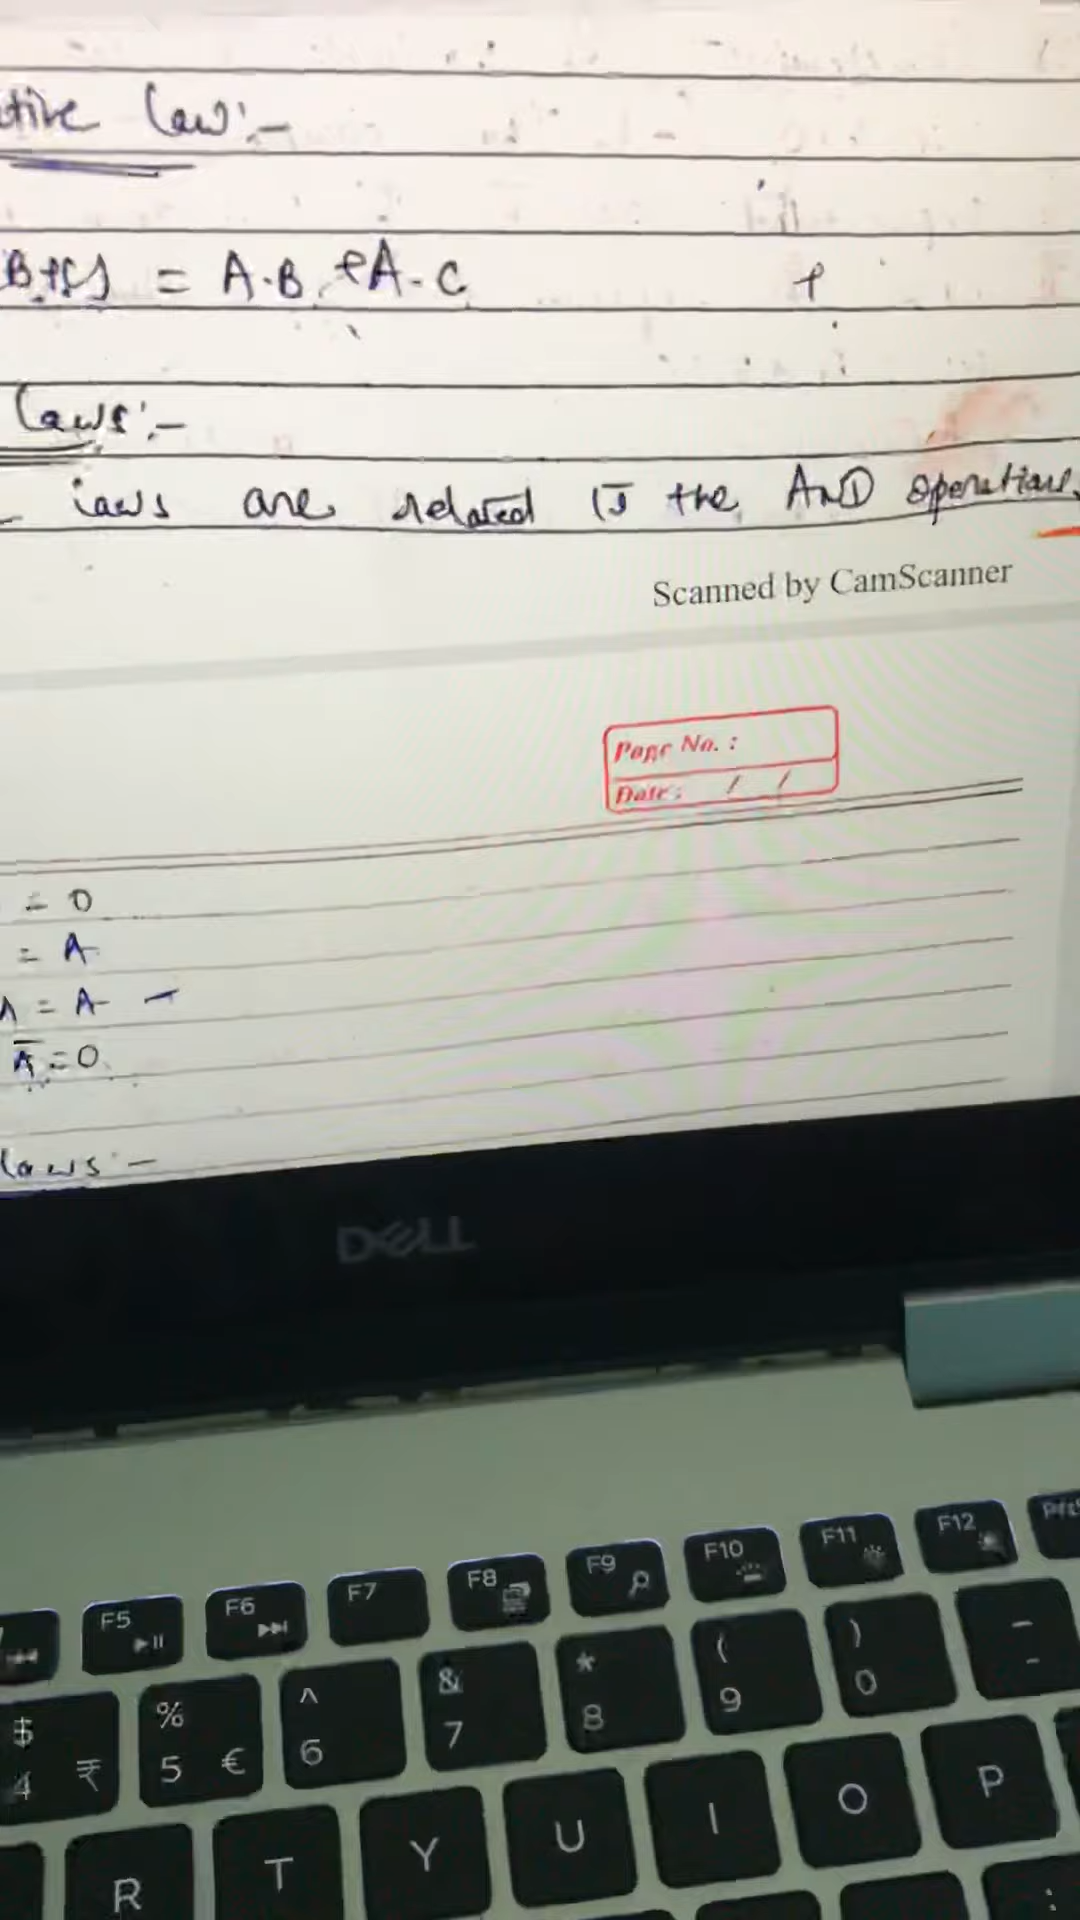 tive Law:-
B+C) = A.B + A.C
+
Laws:-
laws are related to the AND operations.
Scanned by CamScanner
Page No. :
Date : / /
= 0
= A
A = A -
A̅ = 0
laws :-
DELL
F5 F6 F7 F8 F9 F10 F11 F12
$ 4 ₹ % 5 € ^ 6 & 7 * 8 ( 9 ) 0 _ -
R T Y U I O P :